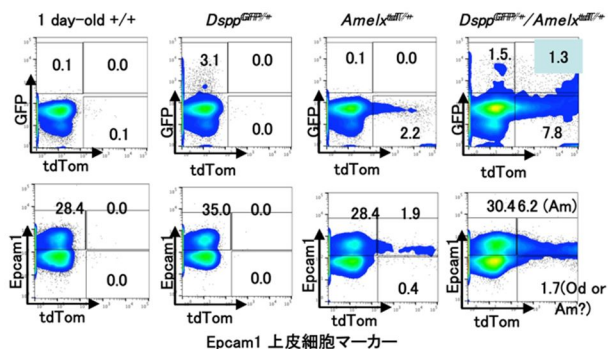 1 day-old +/+
Dspp^GFP/+
Amelx^tdT/+
Dspp^GFP/+/Amelx^tdT/+
0.1 0.0
3.1 0.0
0.1 0.0
1.5. 1.3
GFP GFP GFP GFP
0.1
0.0
2.2
7.8
tdTom tdTom tdTom tdTom
28.4 0.0
35.0 0.0
28.4 1.9
30.4 6.2 (Am)
Epcam1 Epcam1 Epcam1 Epcam1
0.0
0.0
0.4
1.7(Od or
Am?)
tdTom tdTom tdTom tdTom
Epcam1 上皮細胞マーカー